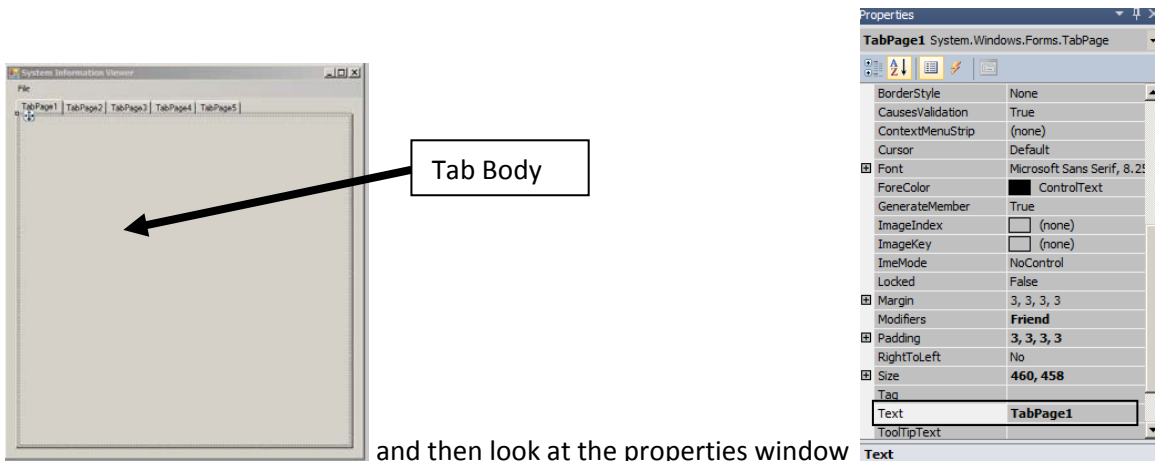 System Information Viewer
File
TabPage1 TabPage2 TabPage3 TabPage4 TabPage5
Tab Body
and then look at the properties window
Properties
TabPage1 System.Windows.Forms.TabPage
BorderStyle None
CausesValidation True
ContextMenuStrip (none)
Cursor Default
Font Microsoft Sans Serif, 8.25
ForeColor ControlText
GenerateMember True
ImageIndex (none)
ImageKey (none)
ImeMode NoControl
Locked False
Margin 3, 3, 3, 3
Modifiers Friend
Padding 3, 3, 3, 3
RightToLeft No
Size 460, 458
Tag
Text TabPage1
ToolTipText
Text